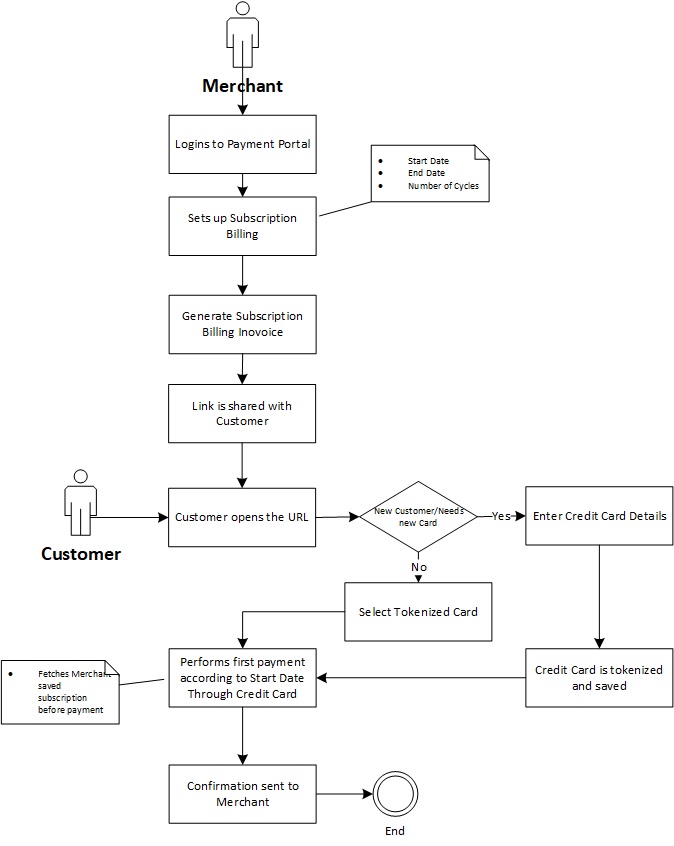 Merchant
Logins to Payment Portal
• Start Date
• End Date
• Number of Cycles
Sets up Subscription
Billing
Generate Subscription
Billing Inovoice
Link is shared with
Customer
Customer
Customer opens the URL
New Customer/Needs
new Card
Yes
Enter Credit Card Details
No
Select Tokenized Card
Credit Card is tokenized
and saved
Performs first payment
according to Start Date
Through Credit Card
• Fetches Merchant
saved
subscription
before payment
Confirmation sent to
Merchant
End